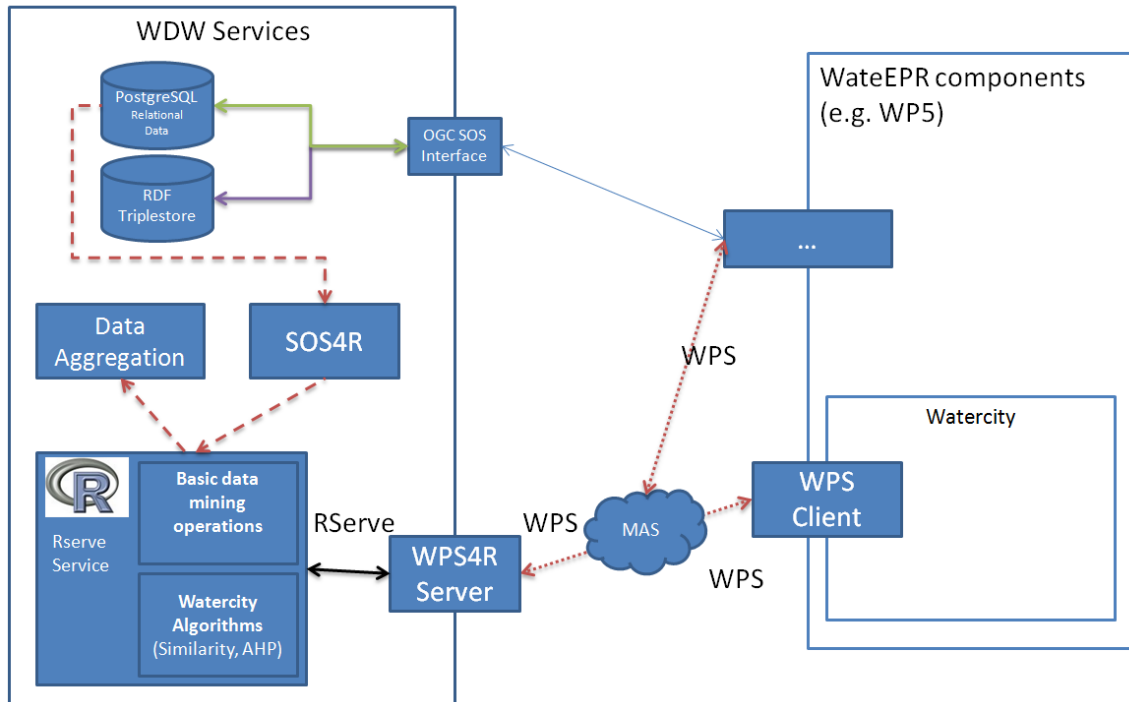 WDW Services
PostgreSQL
Relational
Data
RDF
Triplestore
OGC SOS
Interface
WateEPR components
(e.g. WP5)
...
Data
Aggregation
SOS4R
WPS
Watercity
R
Rserve
Service
Basic data
mining
operations
Watercity
Algorithms
(Similarity, AHP)
RServe
WPS4R
Server
WPS
MAS
WPS
WPS
Client